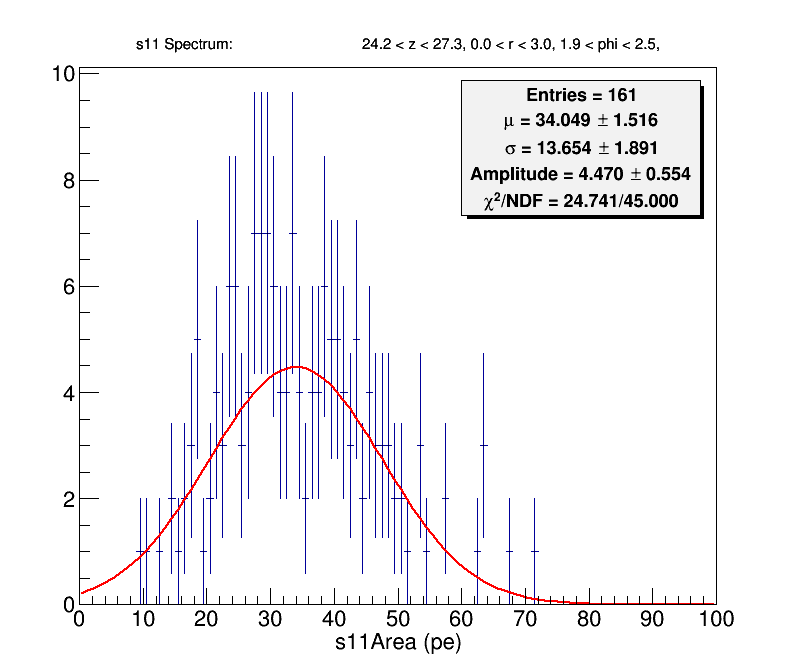 s11 Spectrum: 24.2 < z < 27.3, 0.0 < r < 3.0, 1.9 < phi < 2.5,
Entries = 161
μ = 34.049 ± 1.516
σ = 13.654 ± 1.891
Amplitude = 4.470 ± 0.554
χ²/NDF = 24.741/45.000
10
8
6
4
2
0
0 10 20 30 40 50 60 70 80 90 100
s11Area (pe)